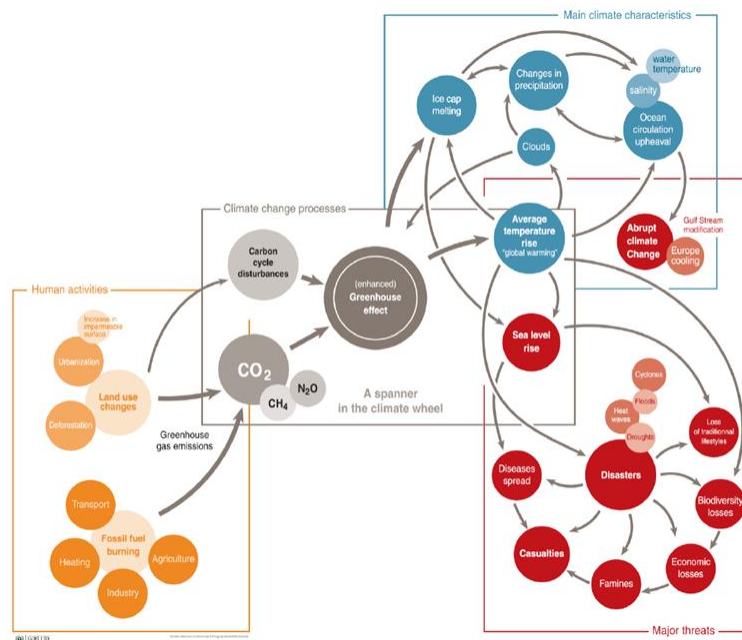 Main climate characteristics
water
temperature
salinity
Changes in
precipitation
Ice cap
melting
Ocean
circulation
upheaval
Clouds
Climate change processes
Average
temperature
rise
"global warming"
Gulf Stream
modification
Abrupt
climate
Change
Europe
cooling
Carbon
cycle
disturbances
(enhanced)
Greenhouse
effect
Human activities
Increase in
impermeable
surface
Urbanization
Land use
changes
Deforestation
CO2
CH4
N2O
A spanner
in the climate wheel
Greenhouse
gas emissions
Sea level
rise
Cyclones
Floods
Heat
waves
Droughts
Loss
of traditionnal
lifestyles
Diseases
spread
Disasters
Biodiversity
losses
Transport
Fossil fuel
burning
Heating
Agriculture
Industry
Casualties
Famines
Economic
losses
Major threats